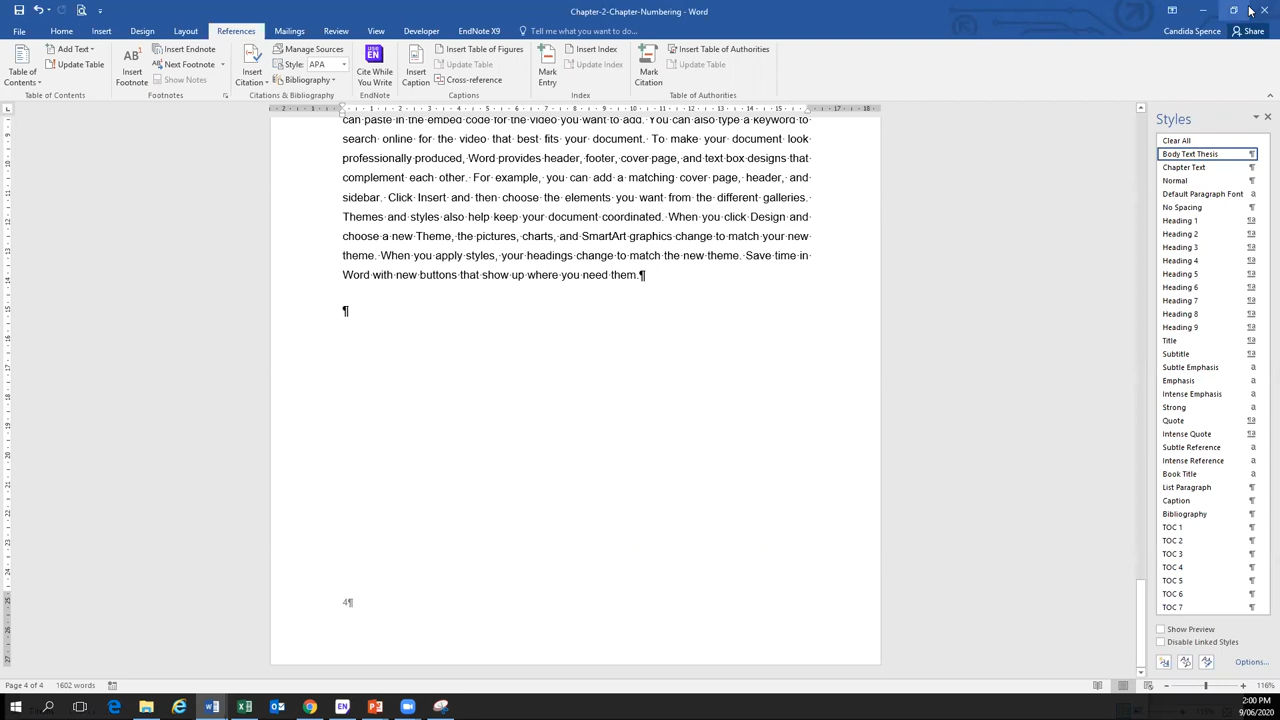 Chapter-2-Chapter-Numbering - Word
File
Home
Insert
Design
Layout
References
Mailings
Review
View
Developer
EndNote X9
Tell me what you want to do...
Candida Spence
Share
Table of
Contents
Add Text
Update Table
Table of Contents
AB¹
Insert
Footnote
Insert Endnote
Next Footnote
Show Notes
Footnotes
Insert
Citation
Manage Sources
Style: APA
Bibliography
Citations & Bibliography
EN
Cite While
You Write
EndNote
Insert
Caption
Insert Table of Figures
Update Table
Cross-reference
Captions
Mark
Entry
Insert Index
Update Index
Index
Mark
Citation
Insert Table of Authorities
Update Table
Table of Authorities
can paste in the embed code for the video you want to add. You can also type a keyword to
search online for the video that best fits your document. To make your document look
professionally produced, Word provides header, footer, cover page, and text box designs that
complement each other. For example, you can add a matching cover page, header, and
sidebar. Click Insert and then choose the elements you want from the different galleries.
Themes and styles also help keep your document coordinated. When you click Design and
choose a new Theme, the pictures, charts, and SmartArt graphics change to match your new
theme. When you apply styles, your headings change to match the new theme. Save time in
Word with new buttons that show up where you need them.¶
¶
4¶
Styles
Clear All
Body Text Thesis
Chapter Text
Normal
Default Paragraph Font
No Spacing
Heading 1
Heading 2
Heading 3
Heading 4
Heading 5
Heading 6
Heading 7
Heading 8
Heading 9
Title
Subtitle
Subtle Emphasis
Emphasis
Intense Emphasis
Strong
Quote
Intense Quote
Subtle Reference
Intense Reference
Book Title
List Paragraph
Caption
Bibliography
TOC 1
TOC 2
TOC 3
TOC 4
TOC 5
TOC 6
TOC 7
Show Preview
Disable Linked Styles
Options...
Page 4 of 4
1602 words
116%
2:00 PM
9/06/2020